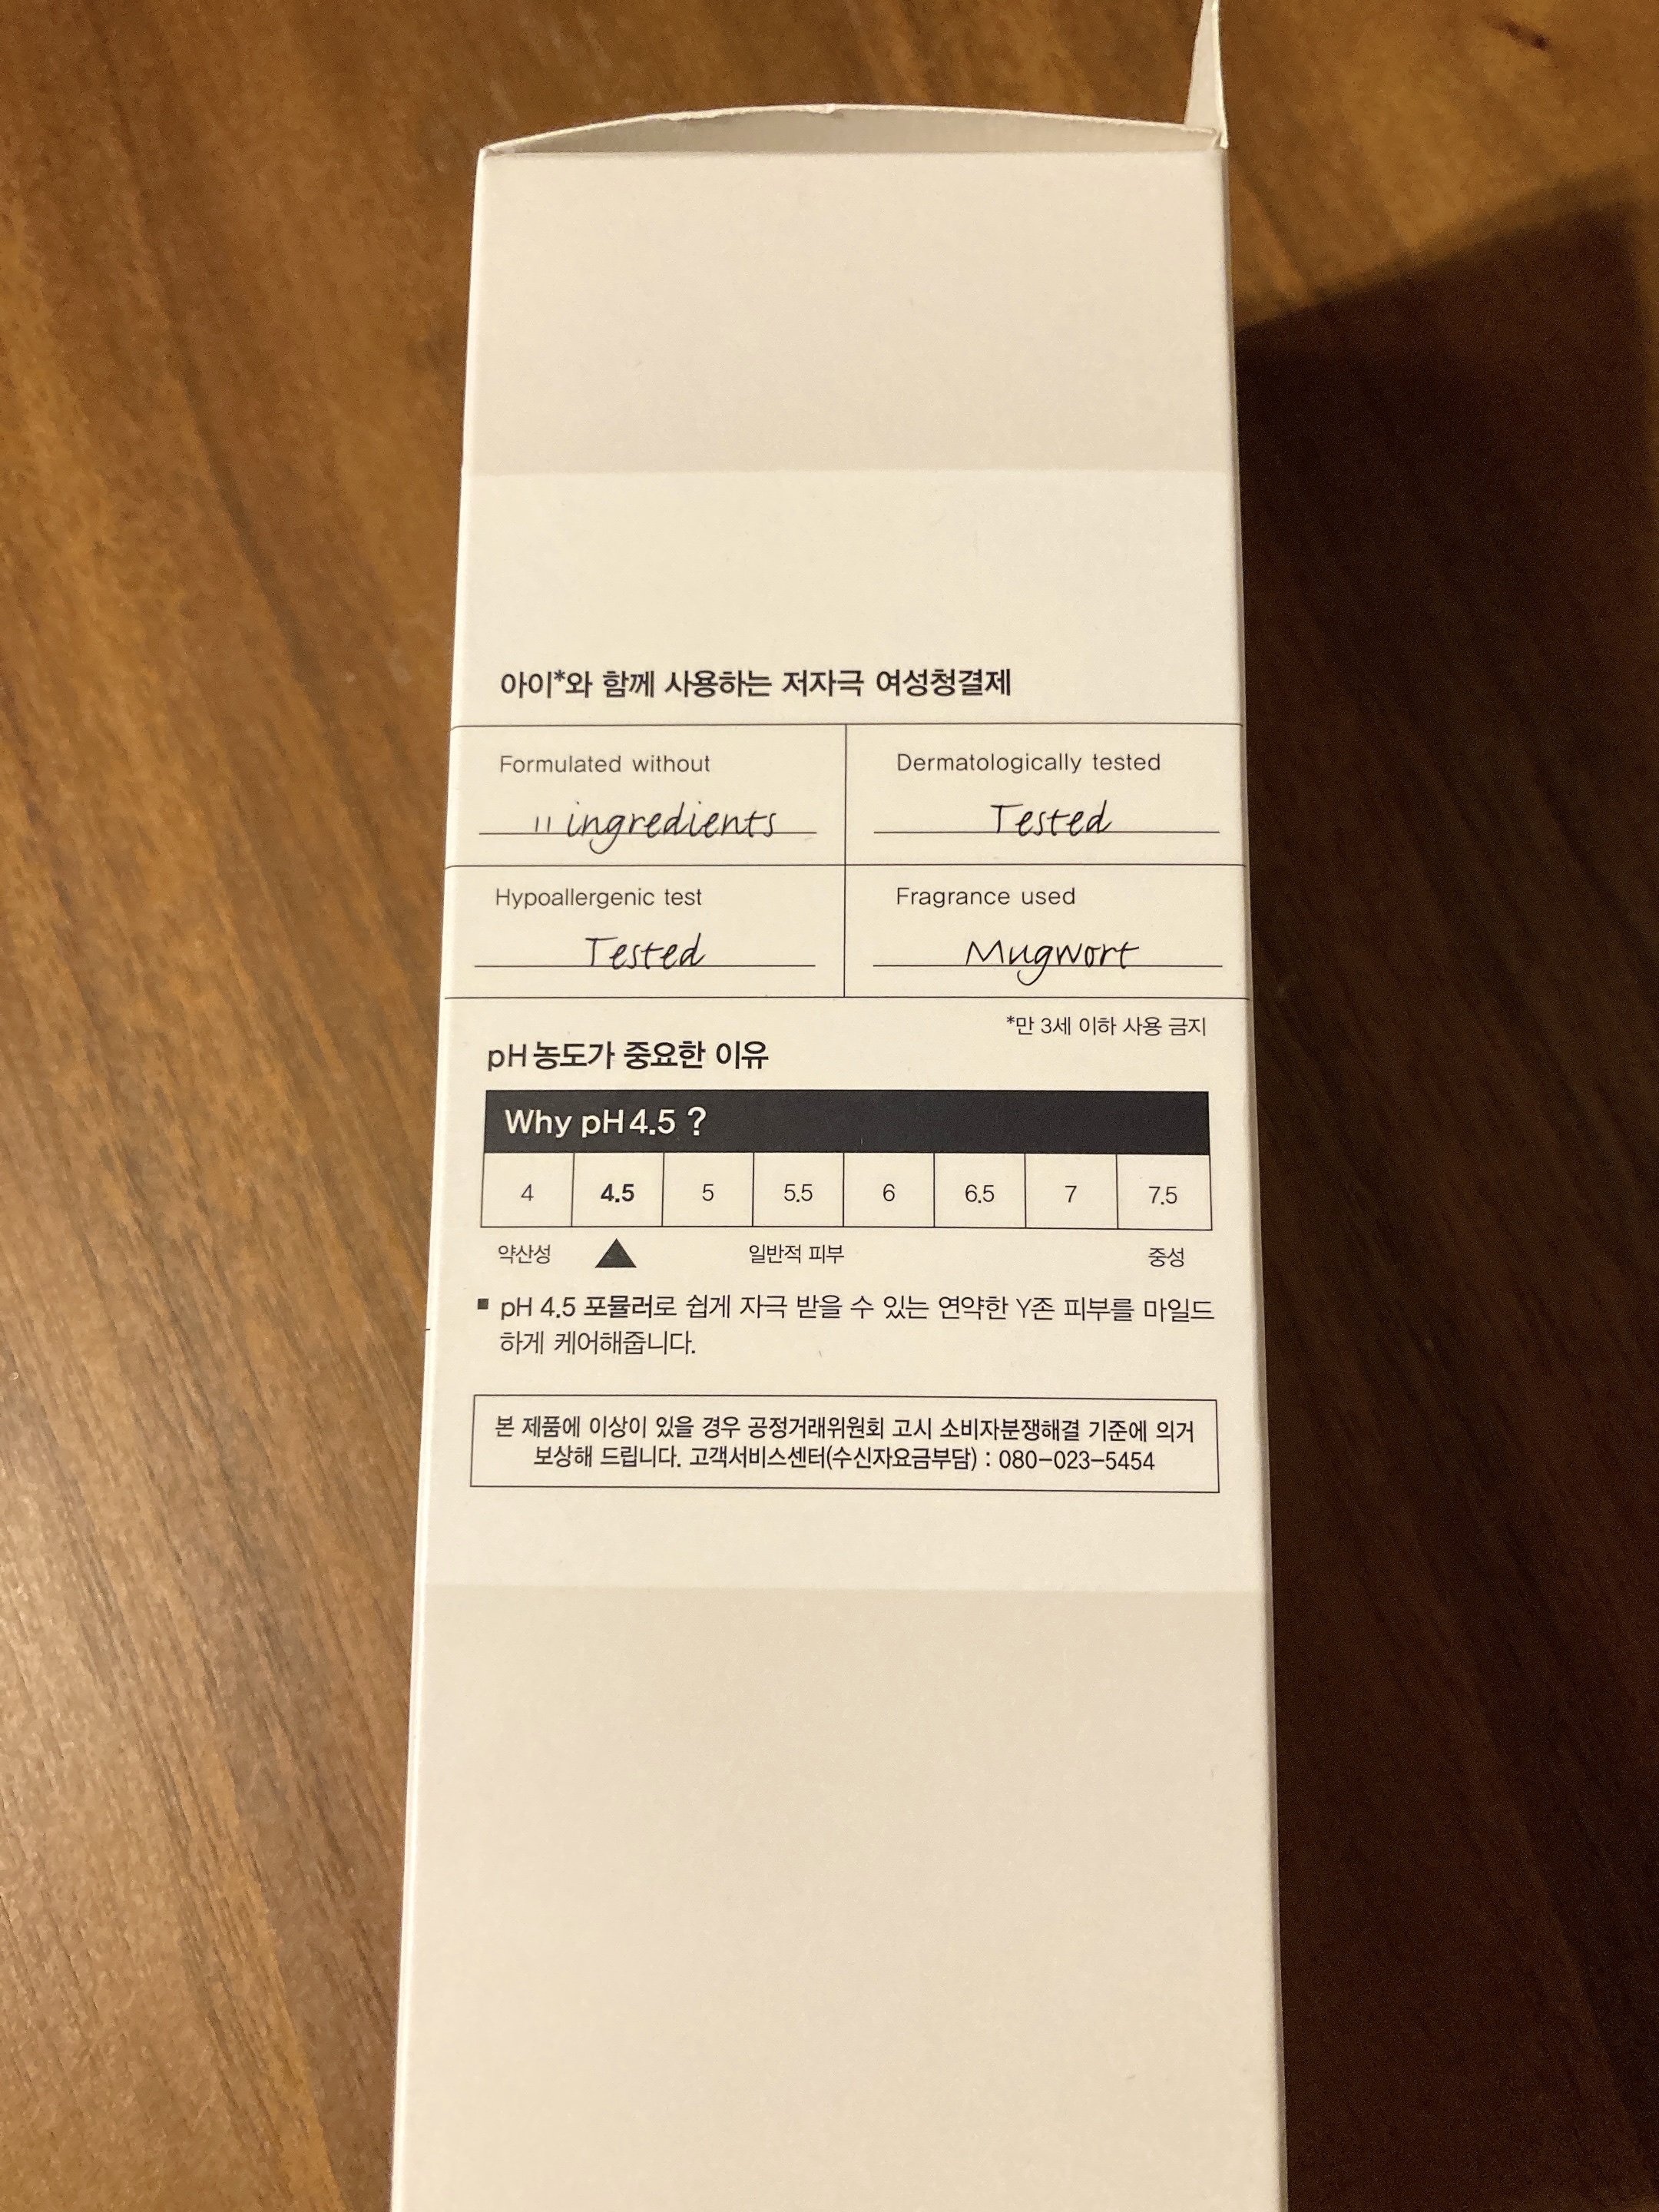 아이*와 함께 사용하는 저자극 여성청결제
Formulated without
11 ingredients
Dermatologically tested
Tested
Hypoallergenic test
Tested
Fragrance used
Mugwort
*만 3세 이하 사용 금지
pH농도가 중요한 이유
Why pH4.5 ?
4 4.5 5 5.5 6 6.5 7 7.5
약산성 ▲ 일반적 피부 중성
▪ pH 4.5 포뮬러로 쉽게 자극 받을 수 있는 연약한 Y존 피부를 마일드
하게 케어해줍니다.
본 제품에 이상이 있을 경우 공정거래위원회 고시 소비자분쟁해결 기준에 의거
보상해 드립니다. 고객서비스센터(수신자요금부담) : 080-023-5454